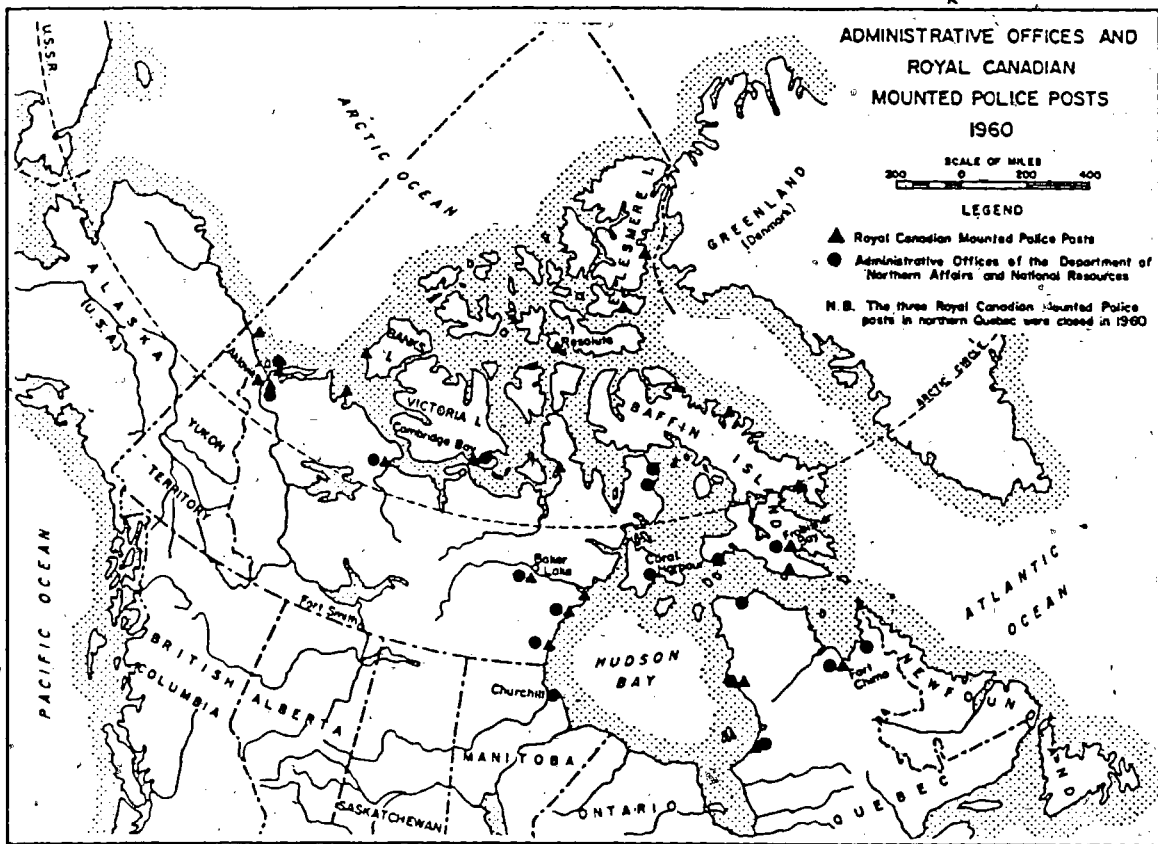 ADMINISTRATIVE OFFICES AND
ROYAL CANADIAN
MOUNTED POLICE POSTS
1960
SCALE OF MILES
200 0 200 400
LEGEND
Royal Canadian Mounted Police Posts
Administrative Offices of the Department of
Northern Affairs and National Resources
N.B. The three Royal Canadian Mounted Police
posts in northern Quebec were closed in 1960
U.S.S.R.
ARCTIC OCEAN
GREENLAND
(Denmark)
ELLESMERE I.
ALASKA
(U.S.A.)
Aklavik
BANKS
I.
Resolute
VICTORIA I.
Cambridge Bay
BAFFIN ISLAND
ARCTIC CIRCLE
YUKON
TERRITORY
Frobisher
Bay
Baker
Lake
Coral
Harbour
Fort Smith
PACIFIC OCEAN
ATLANTIC
OCEAN
BRITISH
COLUMBIA
ALBERTA
HUDSON
BAY
Churchill
Fort
Chimo
NEWFOUNDLAND
MANITOBA
SASKATCHEWAN
ONTARIO
QUEBEC